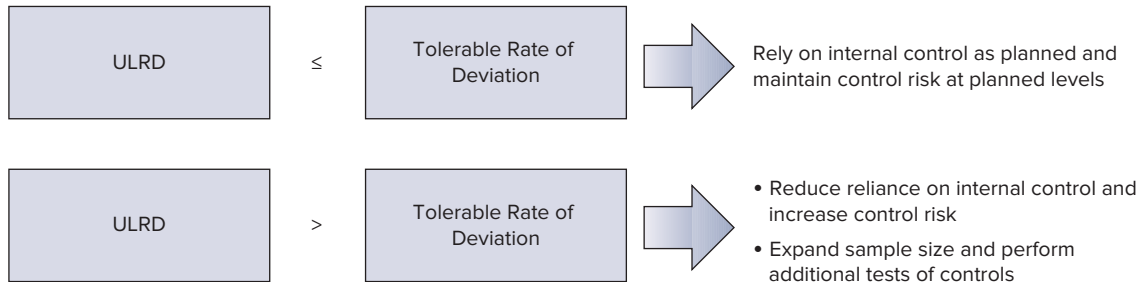 ULRD
≤
Tolerable Rate of
Deviation
Rely on internal control as planned and
maintain control risk at planned levels
ULRD
>
Tolerable Rate of
Deviation
• Reduce reliance on internal control and
increase control risk
• Expand sample size and perform
additional tests of controls